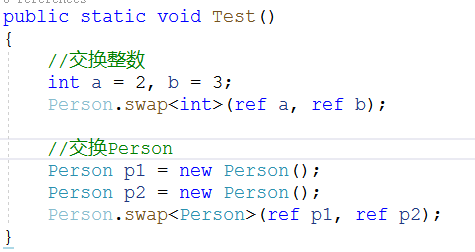 public static void Test()
{
//交换整数
int a = 2, b = 3;
Person.swap<int>(ref a, ref b);
//交换Person
Person p1 = new Person();
Person p2 = new Person();
Person.swap<Person>(ref p1, ref p2);
}